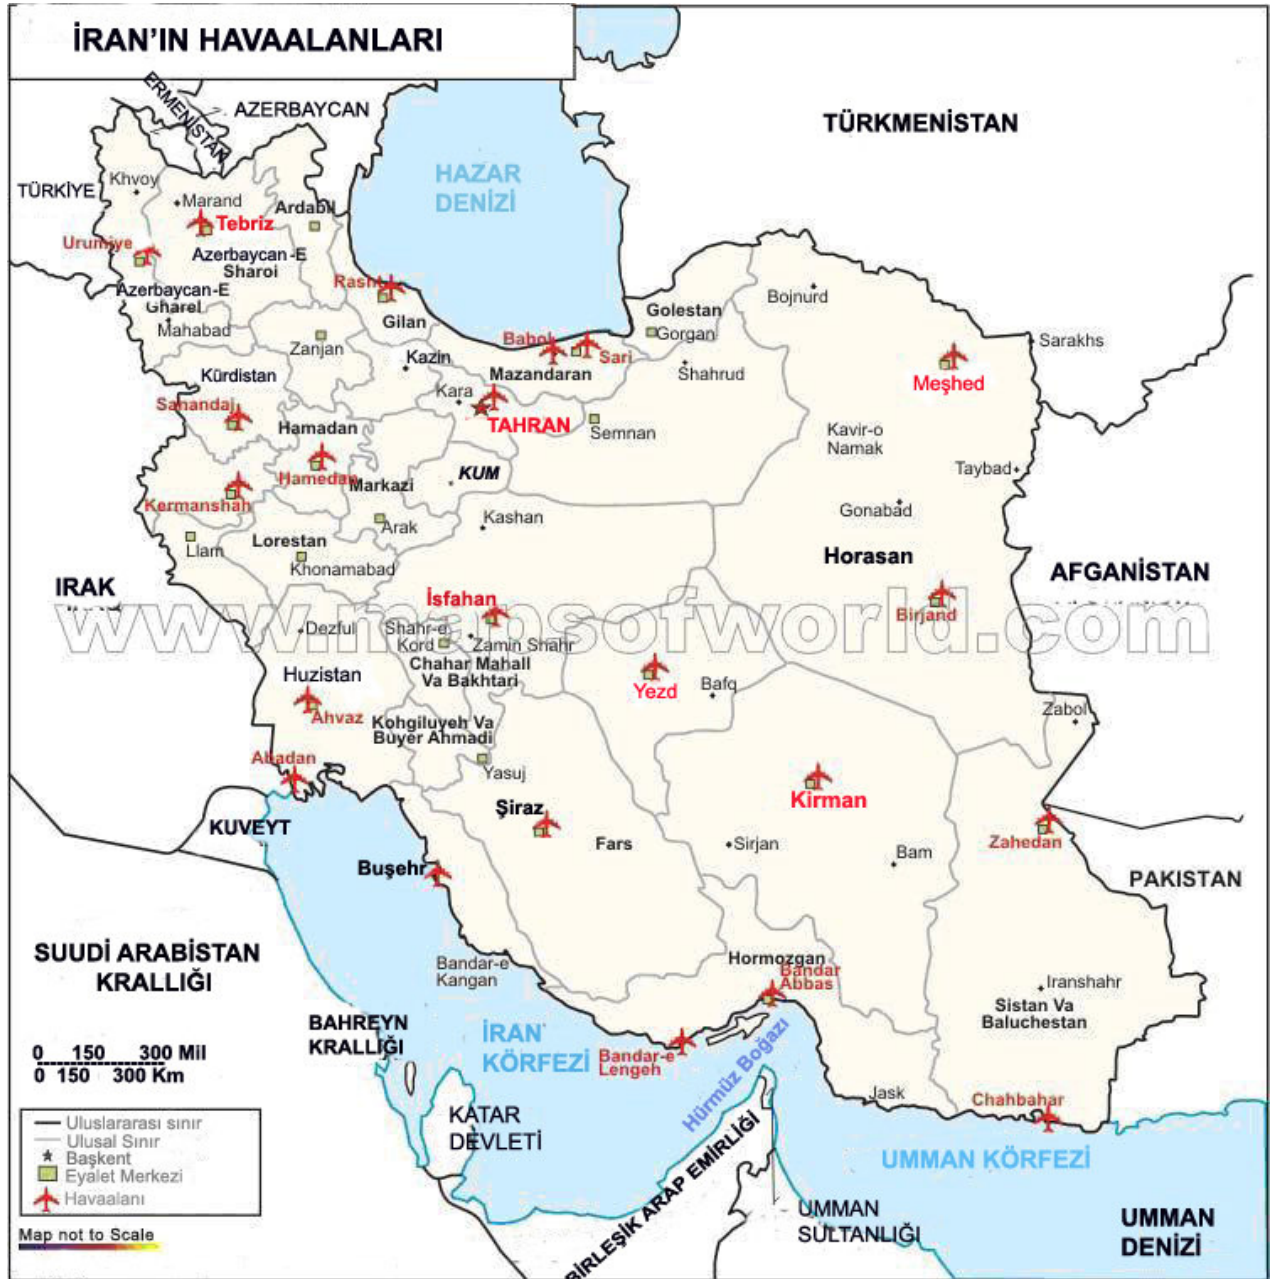 İRAN'IN HAVAALANLARI
ERMENİSTAN
AZERBAYCAN
TÜRKMENİSTAN
HAZAR
DENİZİ
TÜRKİYE
Khvoy
Marand
Ardabil
Tebriz
Urumiye
Azerbaycan -E
Sharoi
Azerbaycan-E
Gharel
Mahabad
Rasht
Gilan
Golestan
Gorgan
Bojnurd
Sarakhs
Zanjan
Kazin
Babol
Sari
Mazandaran
Shahrud
Meşhed
Kürdistan
Kara
TAHRAN
Sanandaj
Hamadan
Semnan
Kavir-o
Namak
Taybad
Hamedan
Markazi
KUM
Kermanshah
Arak
Kashan
Gonabad
Llam
Lorestan
Khonamabad
Horasan
IRAK
AFGANİSTAN
İsfahan
Birjand
www.mapsofworld.com
Dezful
Shahr-e
Kord
Zamin Shahr
Chahar Mahall
Va Bakhtari
Huzistan
Yezd
Bafq
Zabol
Ahvaz
Kohgiluyeh Va
Buyer Ahmadi
Abadan
Yasuj
Kirman
Şiraz
KUVEYT
Fars
Sirjan
Bam
Zahedan
Buşehr
PAKISTAN
SUUDİ ARABİSTAN
KRALLIĞI
Bandar-e
Kangan
Hormozgan
Bandar
Abbas
Iranshahr
Sistan Va
Baluchestan
BAHREYN
KRALLIĞI
İRAN
KÖRFEZİ
Bandar-e
Lengeh
Hürmüz Boğazı
0 150 300 Mil
0 150 300 Km
Jask
Chahbahar
KATAR
DEVLETİ
BİRLEŞİK ARAP EMİRLİĞİ
UMMAN KÖRFEZİ
UMMAN
SULTANLIĞI
UMMAN
DENİZİ
Uluslararası sınır
Ulusal Sınır
Başkent
Eyalet Merkezi
Havaalanı
Map not to Scale